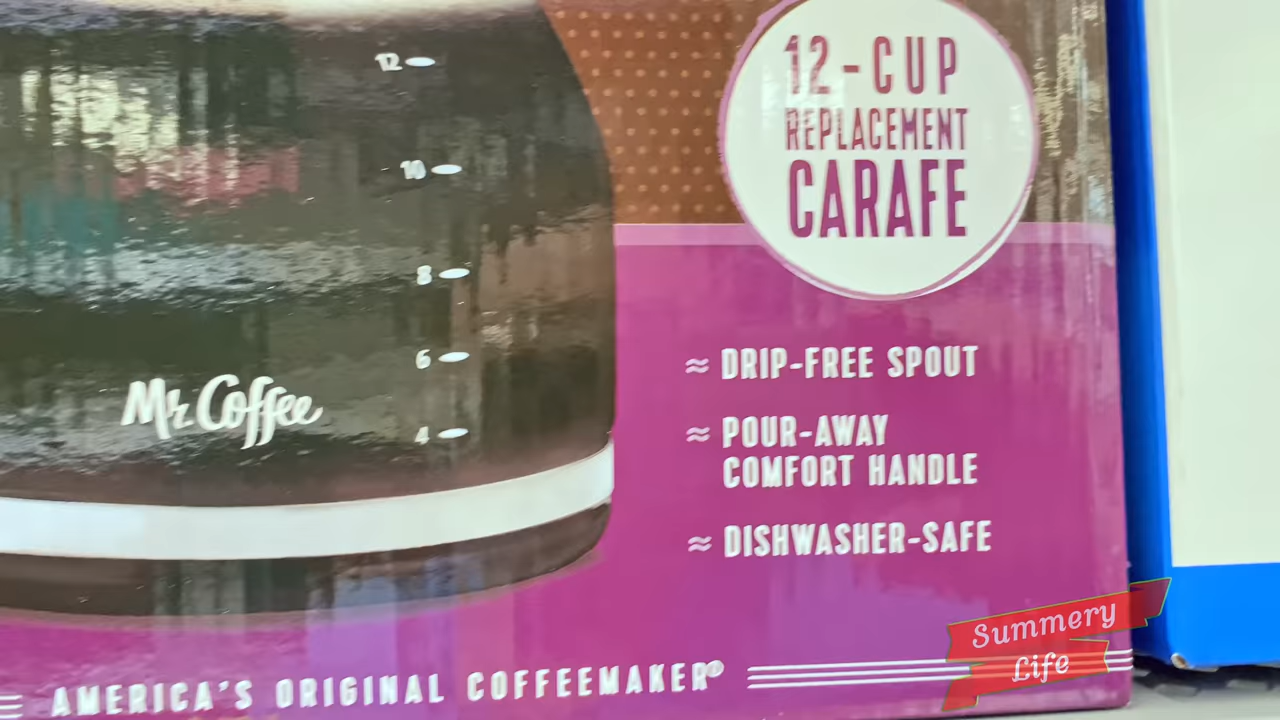 12
10
8
6
4
Mr. Coffee
12-CUP
REPLACEMENT
CARAFE
≈ DRIP-FREE SPOUT
≈ POUR-AWAY
COMFORT HANDLE
≈ DISHWASHER-SAFE
AMERICA'S ORIGINAL COFFEEMAKER®
Summery
Life